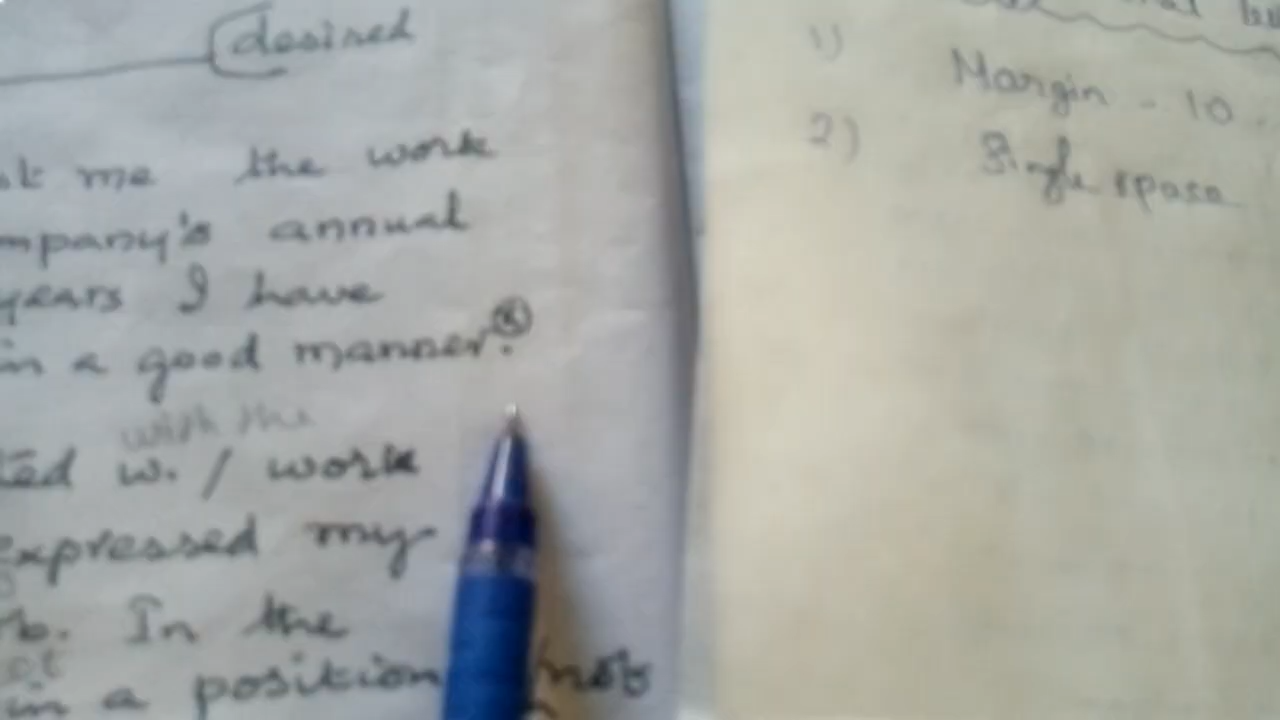 desired
me the work
annual
years I have
in a good manner.
with the
w. / work
expressed my
In the
in a position /not
1) Margin - 10
2) Single space